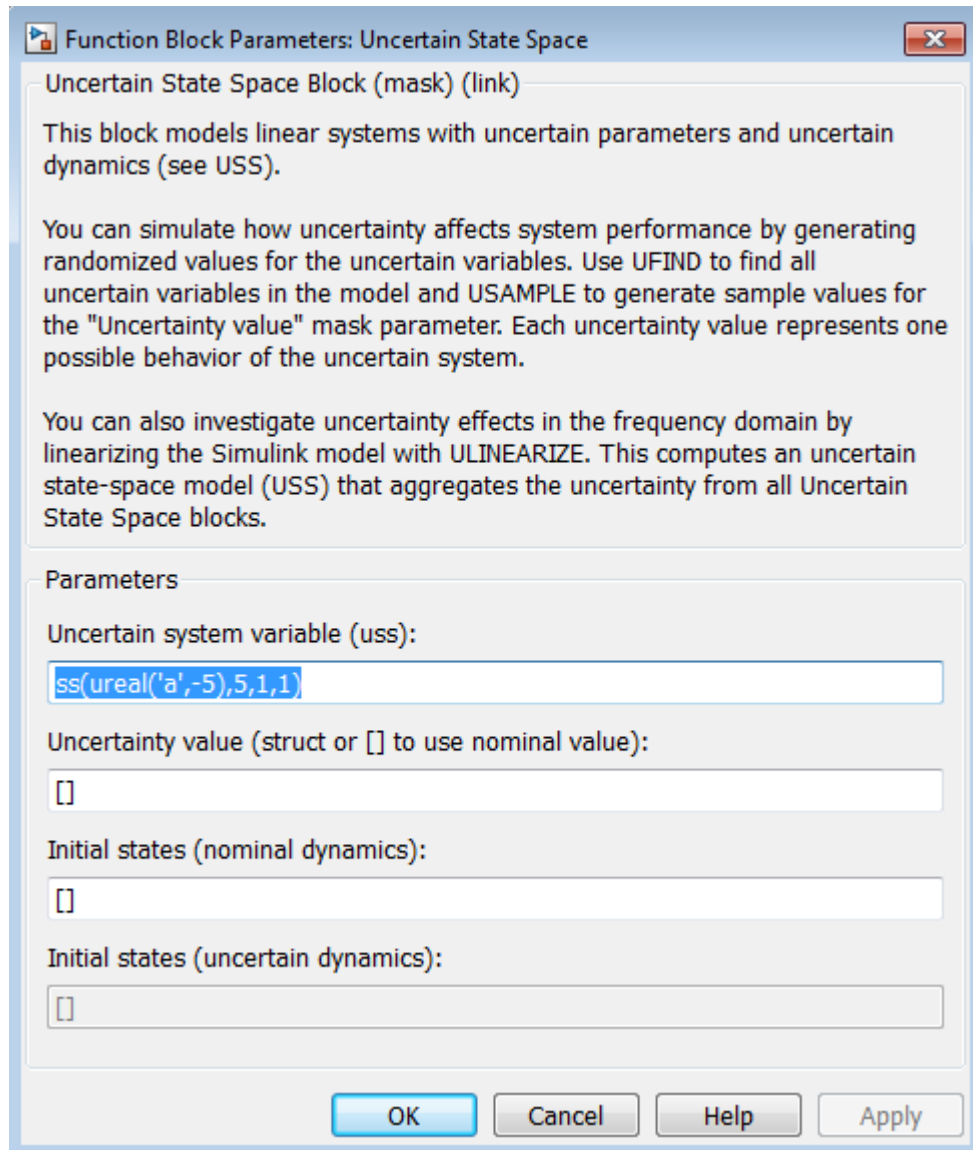 Function Block Parameters: Uncertain State Space
Uncertain State Space Block (mask) (link)
This block models linear systems with uncertain parameters and uncertain
dynamics (see USS).
You can simulate how uncertainty affects system performance by generating
randomized values for the uncertain variables. Use UFIND to find all
uncertain variables in the model and USAMPLE to generate sample values for
the "Uncertainty value" mask parameter. Each uncertainty value represents one
possible behavior of the uncertain system.
You can also investigate uncertainty effects in the frequency domain by
linearizing the Simulink model with ULINEARIZE. This computes an uncertain
state-space model (USS) that aggregates the uncertainty from all Uncertain
State Space blocks.
Parameters
Uncertain system variable (uss):
ss(ureal('a',-5),5,1,1)
Uncertainty value (struct or [] to use nominal value):
[]
Initial states (nominal dynamics):
[]
Initial states (uncertain dynamics):
[]
OK Cancel Help Apply